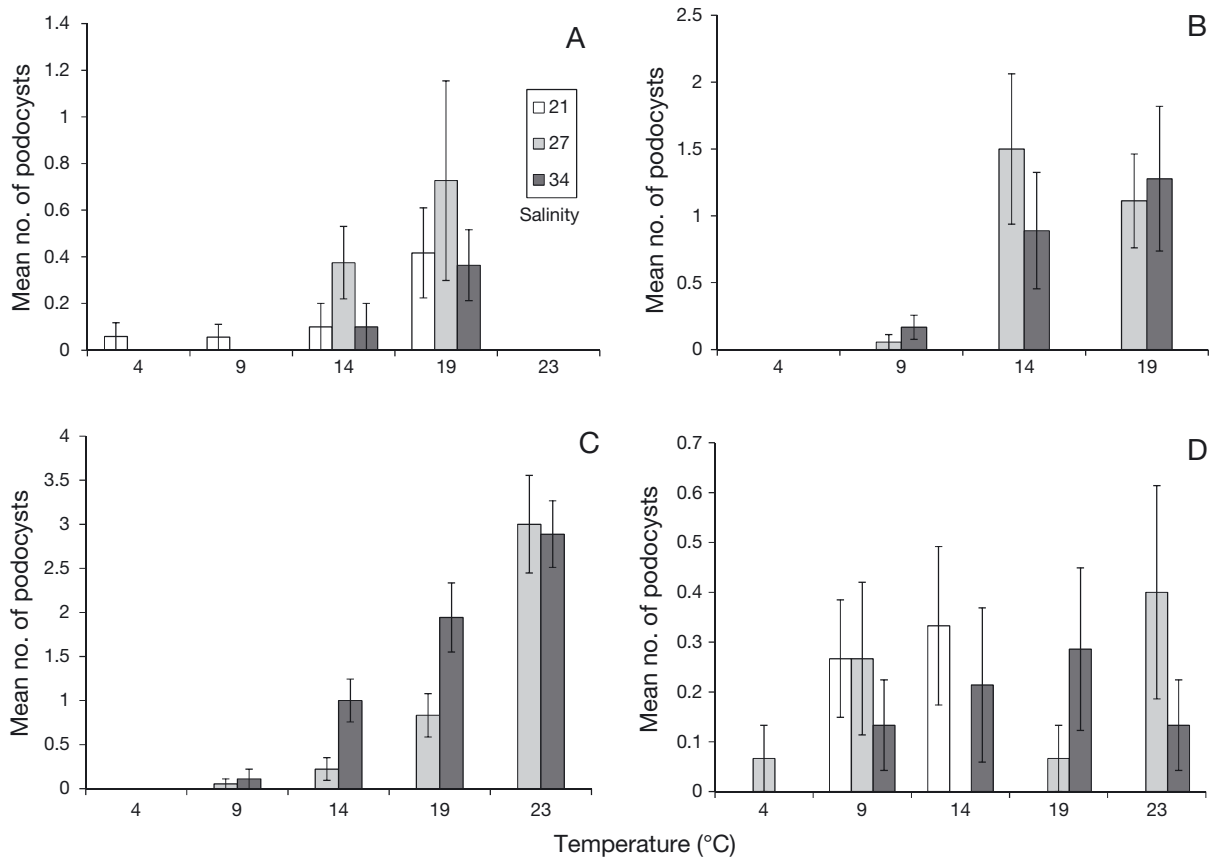 A
Mean no. of podocysts
1.4
1.2
1
0.8
0.6
0.4
0.2
0
4 9 14 19 23
21
27
34
Salinity
B
Mean no. of podocysts
2.5
2
1.5
1
0.5
0
4 9 14 19
C
Mean no. of podocysts
4
3.5
3
2.5
2
1.5
1
0.5
0
4 9 14 19 23
D
Mean no. of podocysts
0.7
0.6
0.5
0.4
0.3
0.2
0.1
0
4 9 14 19 23
Temperature (°C)